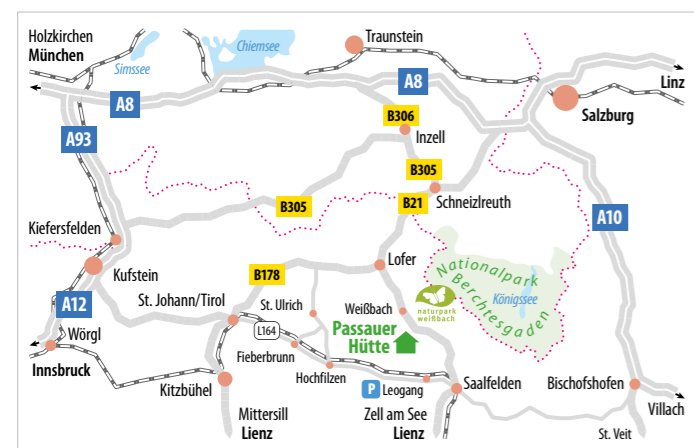 Holzkirchen
München
Simssee
Chiemsee
Traunstein
A8
A8
Linz
Salzburg
A93
B306
Inzell
B305
B305
Schneizlreuth
B21
A10
Kiefersfelden
Kufstein
B178
Lofer
Nationalpark
Berchtesgaden
Königssee
A12
St. Johann/Tirol
St. Ulrich
Weißbach
naturpark
weißbach
Wörgl
L164
Passauer
Hütte
Innsbruck
Fieberbrunn
Hochfilzen
Kitzbühel
P Leogang
Saalfelden
Bischofshofen
Mittersill
Lienz
Zell am See
Lienz
Villach
St. Veit